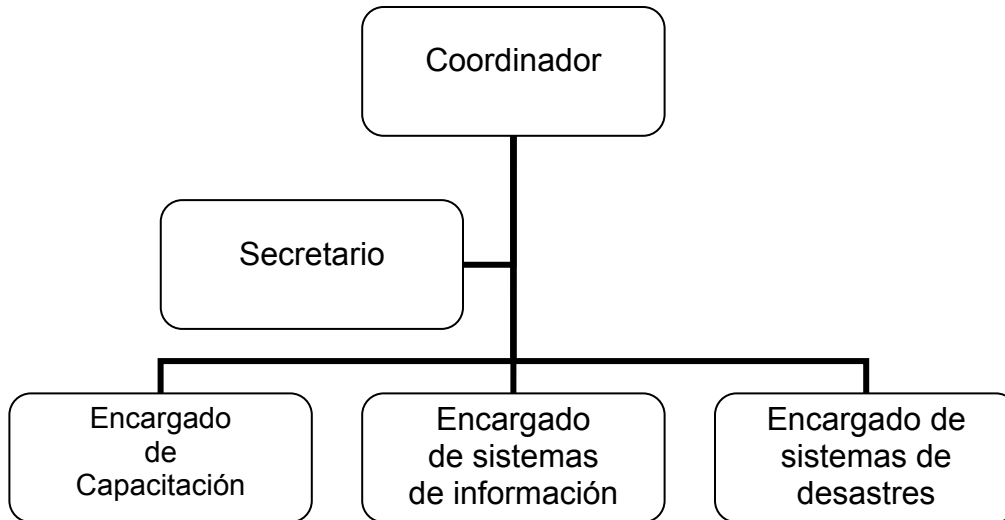 Coordinador
Secretario
Encargado
de
Capacitación
Encargado
de sistemas
de información
Encargado de
sistemas de
desastres